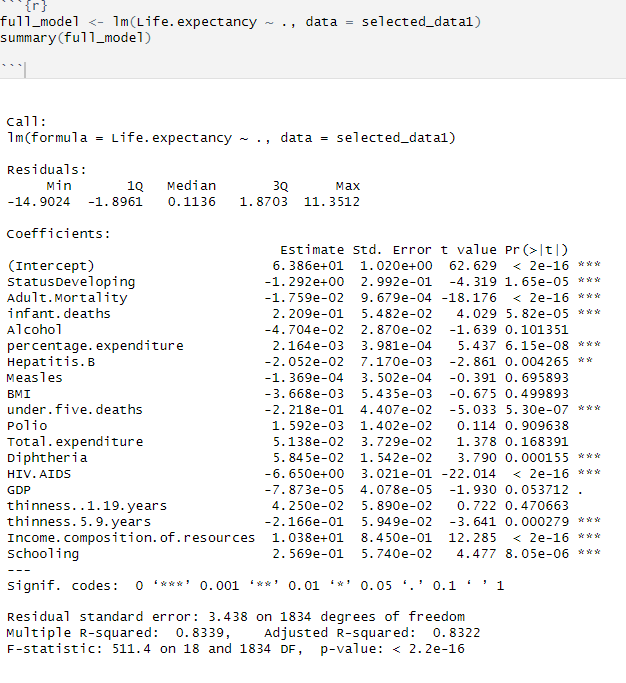 ```{r}
full_model <- lm(Life.expectancy ~ ., data = selected_data1)
summary(full_model)
```
Call:
lm(formula = Life.expectancy ~ ., data = selected_data1)
Residuals:
Min 1Q Median 3Q Max
-14.9024 -1.8961 0.1136 1.8703 11.3512
Coefficients:
Estimate Std. Error t value Pr(>|t|)
(Intercept) 6.386e+01 1.020e+00 62.629 < 2e-16 ***
StatusDeveloping -1.292e+00 2.992e-01 -4.319 1.65e-05 ***
Adult.Mortality -1.759e-02 9.679e-04 -18.176 < 2e-16 ***
infant.deaths 2.209e-01 5.482e-02 4.029 5.82e-05 ***
Alcohol -4.704e-02 2.870e-02 -1.639 0.101351
percentage.expenditure 2.164e-03 3.981e-04 5.437 6.15e-08 ***
Hepatitis.B -2.052e-02 7.170e-03 -2.861 0.004265 **
Measles -1.369e-04 3.502e-04 -0.391 0.695893
BMI -3.668e-03 5.435e-03 -0.675 0.499893
under.five.deaths -2.218e-01 4.407e-02 -5.033 5.30e-07 ***
Polio 1.592e-03 1.402e-02 0.114 0.909638
Total.expenditure 5.138e-02 3.729e-02 1.378 0.168391
Diphtheria 5.845e-02 1.542e-02 3.790 0.000155 ***
HIV.AIDS -6.650e+00 3.021e-01 -22.014 < 2e-16 ***
GDP -7.873e-05 4.078e-05 -1.930 0.053712 .
thinness..1.19.years 4.250e-02 5.890e-02 0.722 0.470663
thinness.5.9.years -2.166e-01 5.949e-02 -3.641 0.000279 ***
Income.composition.of.resources 1.038e+01 8.450e-01 12.285 < 2e-16 ***
Schooling 2.569e-01 5.740e-02 4.477 8.05e-06 ***
---
Signif. codes: 0 ‘***’ 0.001 ‘**’ 0.01 ‘*’ 0.05 ‘.’ 0.1 ‘ ’ 1
Residual standard error: 3.438 on 1834 degrees of freedom
Multiple R-squared: 0.8339, Adjusted R-squared: 0.8322
F-statistic: 511.4 on 18 and 1834 DF, p-value: < 2.2e-16